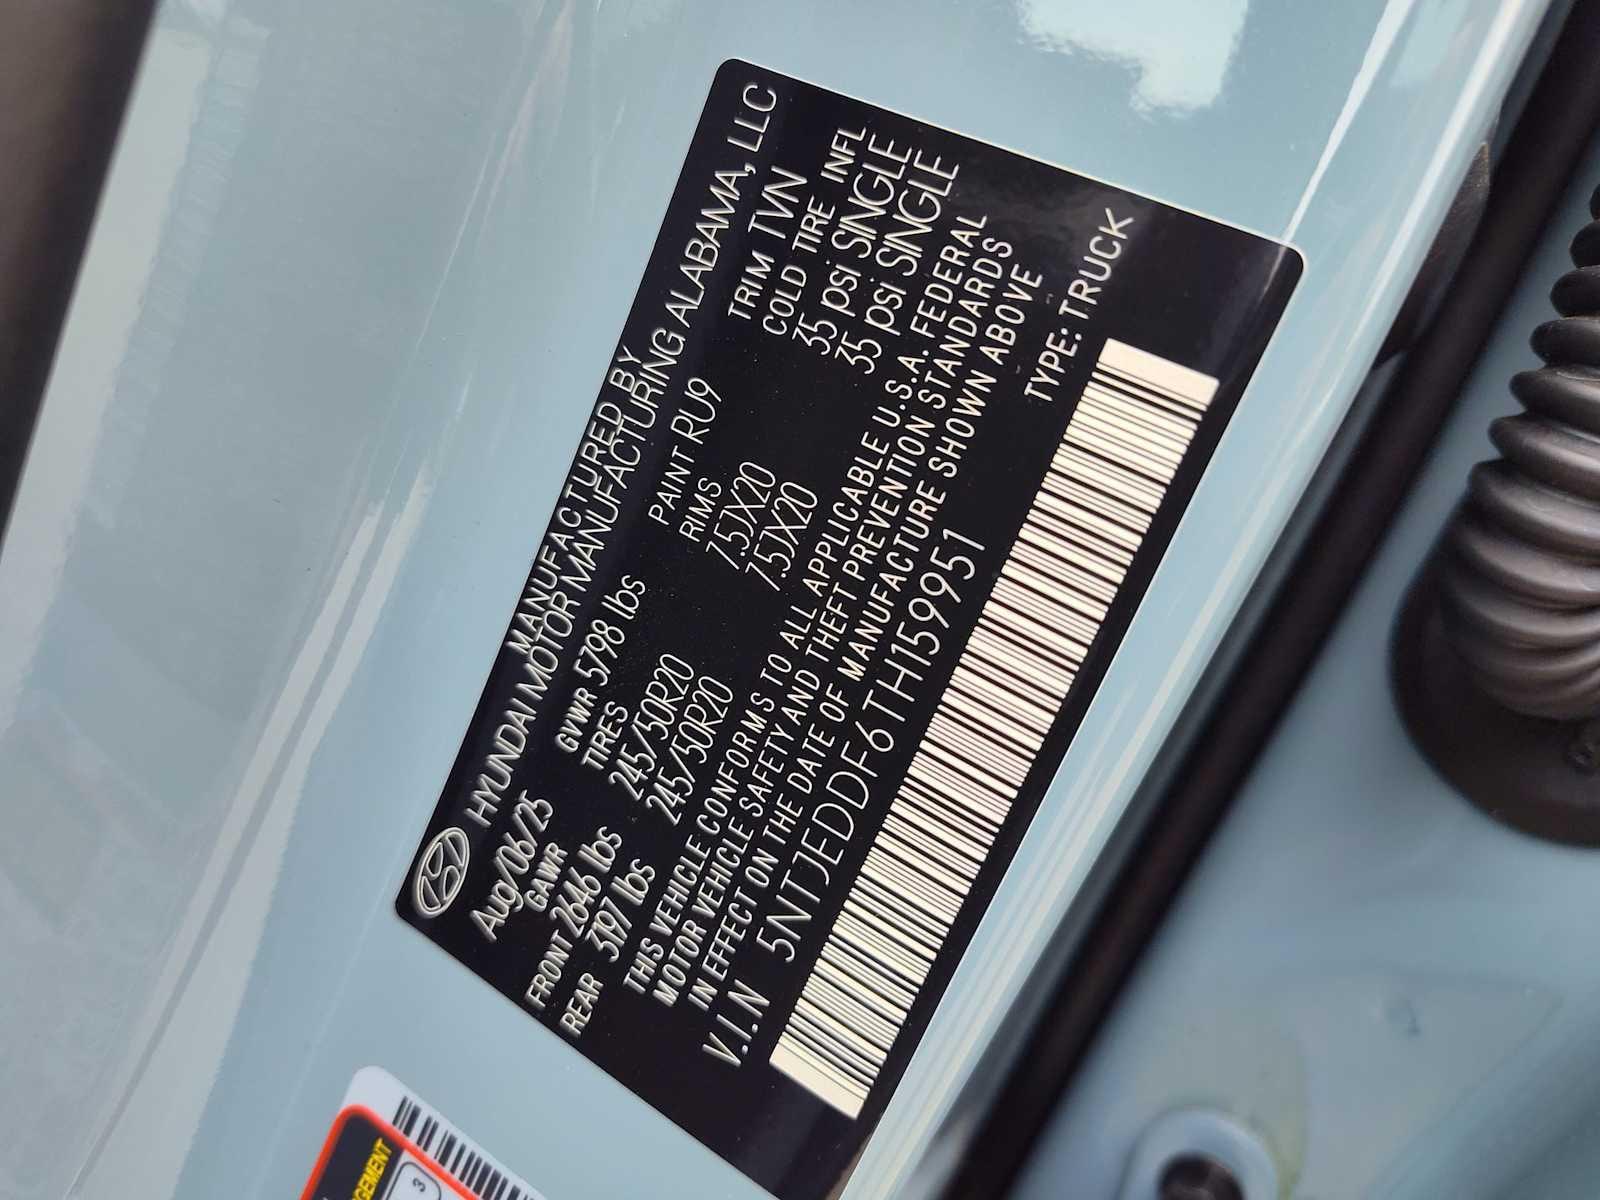 MANUFACTURED BY
HYUNDAI MOTOR MANUFACTURING ALABAMA, LLC
Aug/06/25 GVWR 5798 lbs PAINT RU9 TRIM TVN
GAWR TIRES RIMS COLD TIRE INFL
FRONT 2646 lbs 245/50R20 7.5JX20 35 psi SINGLE
REAR 3197 lbs 245/50R20 7.5JX20 35 psi SINGLE
THIS VEHICLE CONFORMS TO ALL APPLICABLE U.S.A. FEDERAL
MOTOR VEHICLE SAFETY AND THEFT PREVENTION STANDARDS
IN EFFECT ON THE DATE OF MANUFACTURE SHOWN ABOVE
V.I.N 5NTJEDDF6TH159951 TYPE: TRUCK
3